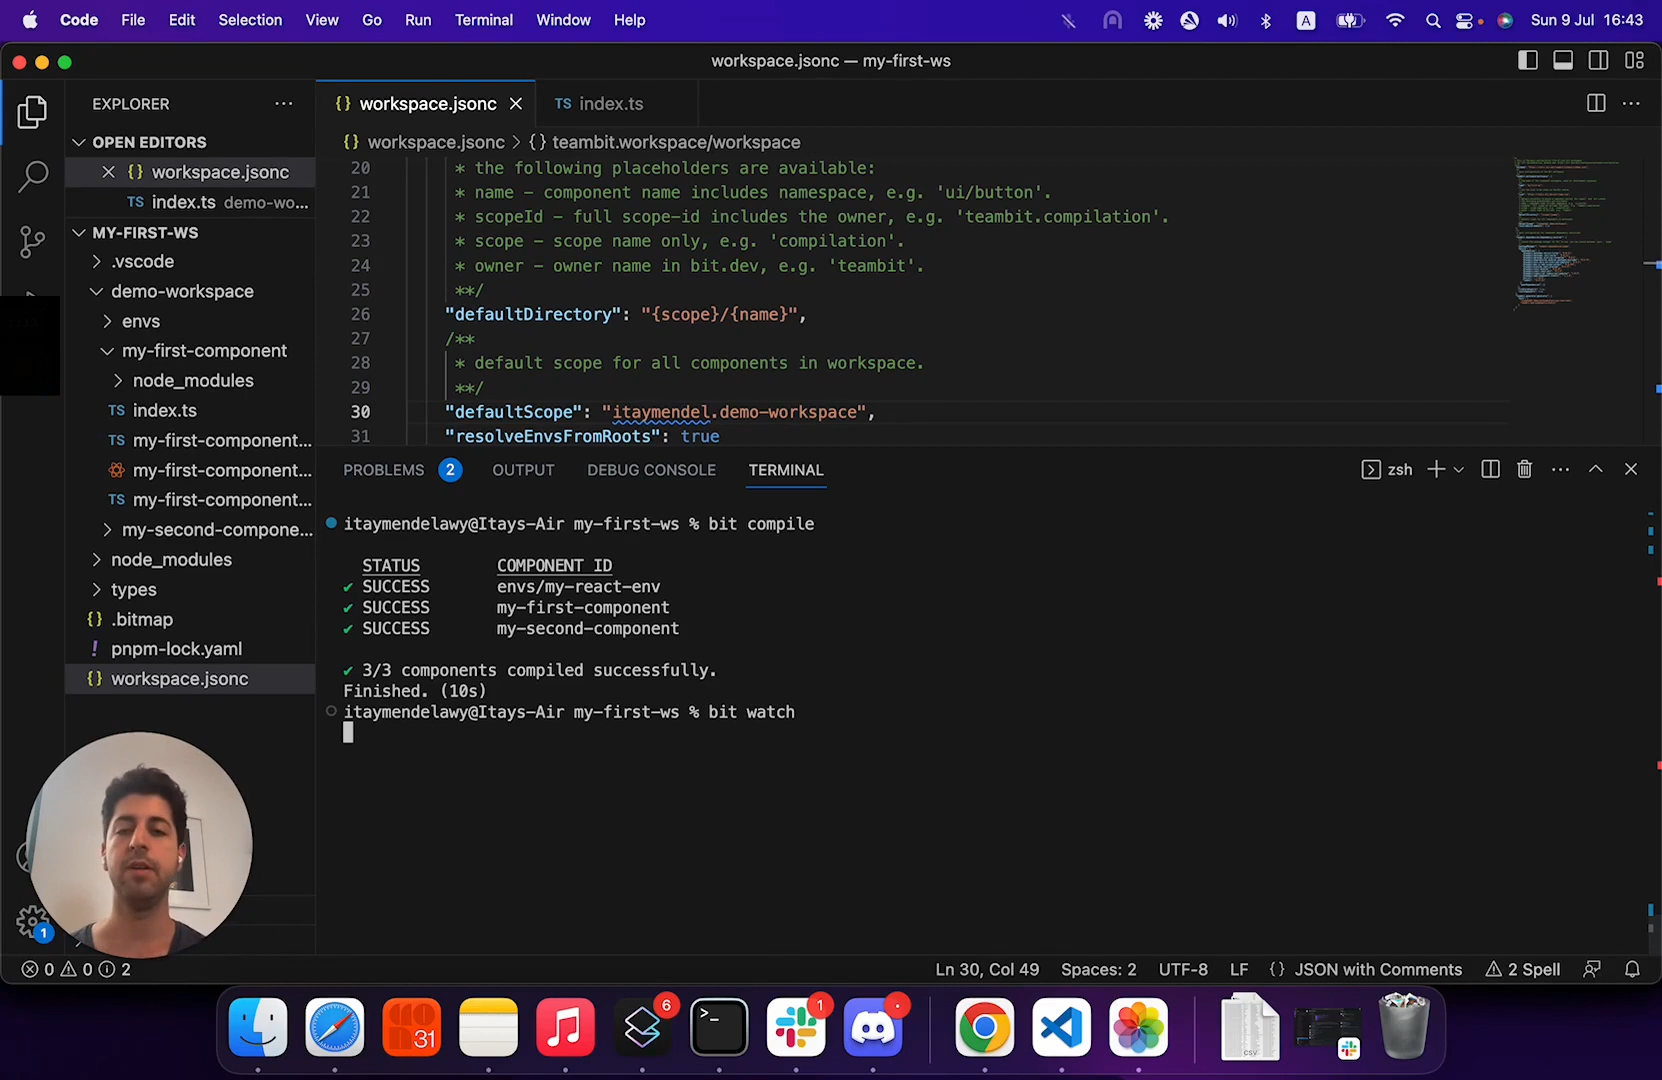 Code File Edit Selection View Go Run Terminal Window Help
A
Sun 9 Jul 16:43
workspace.jsonc — my-first-ws
EXPLORER
OPEN EDITORS
workspace.jsonc
TS index.ts demo-wo...
MY-FIRST-WS
.vscode
demo-workspace
envs
my-first-component
node_modules
TS index.ts
TS my-first-component...
my-first-component...
TS my-first-component...
my-second-compone...
node_modules
types
{} .bitmap
! pnpm-lock.yaml
{} workspace.jsonc
{} workspace.jsonc
TS index.ts
{} workspace.jsonc > {} teambit.workspace/workspace
20 * the following placeholders are available:
21 * name - component name includes namespace, e.g. 'ui/button'.
22 * scopeId - full scope-id includes the owner, e.g. 'teambit.compilation'.
23 * scope - scope name only, e.g. 'compilation'.
24 * owner - owner name in bit.dev, e.g. 'teambit'.
25 **/
26 "defaultDirectory": "{scope}/{name}",
27 /**
28 * default scope for all components in workspace.
29 **/
30 "defaultScope": "itaymendel.demo-workspace",
31 "resolveEnvsFromRoots": true
PROBLEMS 2 OUTPUT DEBUG CONSOLE TERMINAL
zsh
itaymendelawy@Itays-Air my-first-ws % bit compile
STATUS COMPONENT ID
✔ SUCCESS envs/my-react-env
✔ SUCCESS my-first-component
✔ SUCCESS my-second-component
✔ 3/3 components compiled successfully.
Finished. (10s)
itaymendelawy@Itays-Air my-first-ws % bit watch
1
0 0 2
Ln 30, Col 49 Spaces: 2 UTF-8 LF {} JSON with Comments 2 Spell
31
6
1
CSV